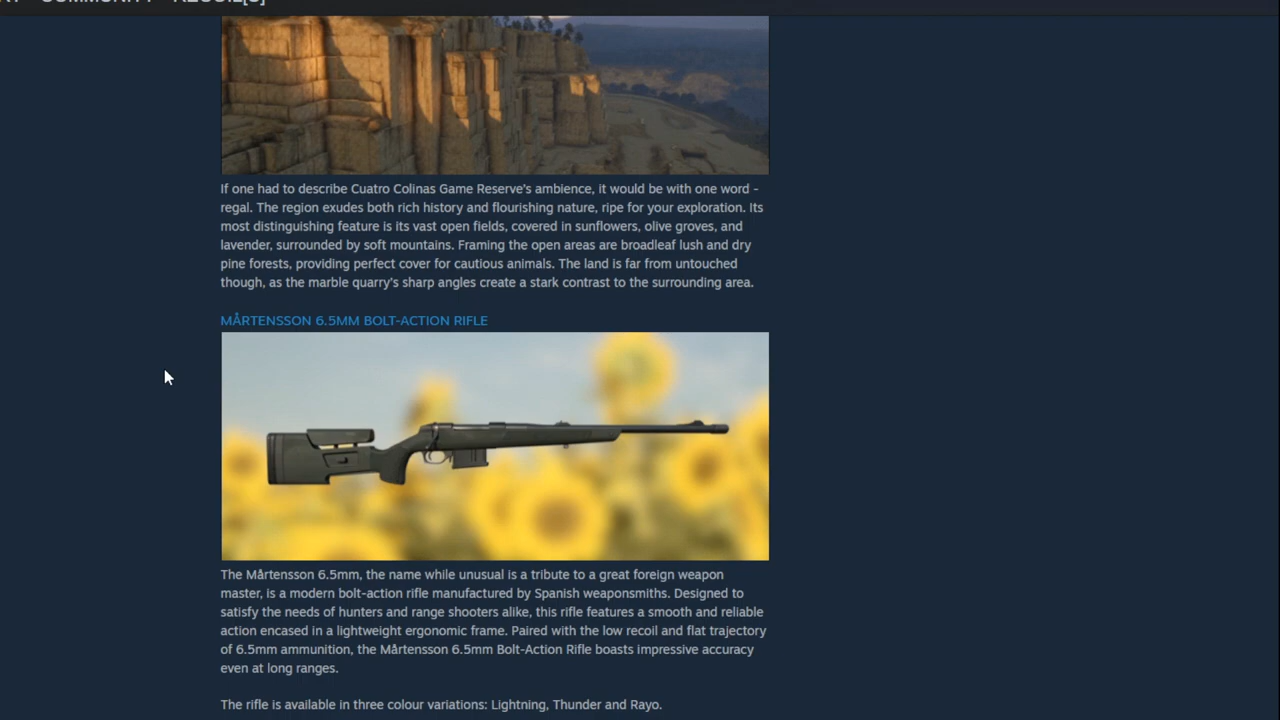 If one had to describe Cuatro Colinas Game Reserve's ambience, it would be with one word -
regal. The region exudes both rich history and flourishing nature, ripe for your exploration. Its
most distinguishing feature is its vast open fields, covered in sunflowers, olive groves, and
lavender, surrounded by soft mountains. Framing the open areas are broadleaf lush and dry
pine forests, providing perfect cover for cautious animals. The land is far from untouched
though, as the marble quarry's sharp angles create a stark contrast to the surrounding area.
MÅRTENSSON 6.5MM BOLT-ACTION RIFLE
The Mårtensson 6.5mm, the name while unusual is a tribute to a great foreign weapon
master, is a modern bolt-action rifle manufactured by Spanish weaponsmiths. Designed to
satisfy the needs of hunters and range shooters alike, this rifle features a smooth and reliable
action encased in a lightweight ergonomic frame. Paired with the low recoil and flat trajectory
of 6.5mm ammunition, the Mårtensson 6.5mm Bolt-Action Rifle boasts impressive accuracy
even at long ranges.
The rifle is available in three colour variations: Lightning, Thunder and Rayo.